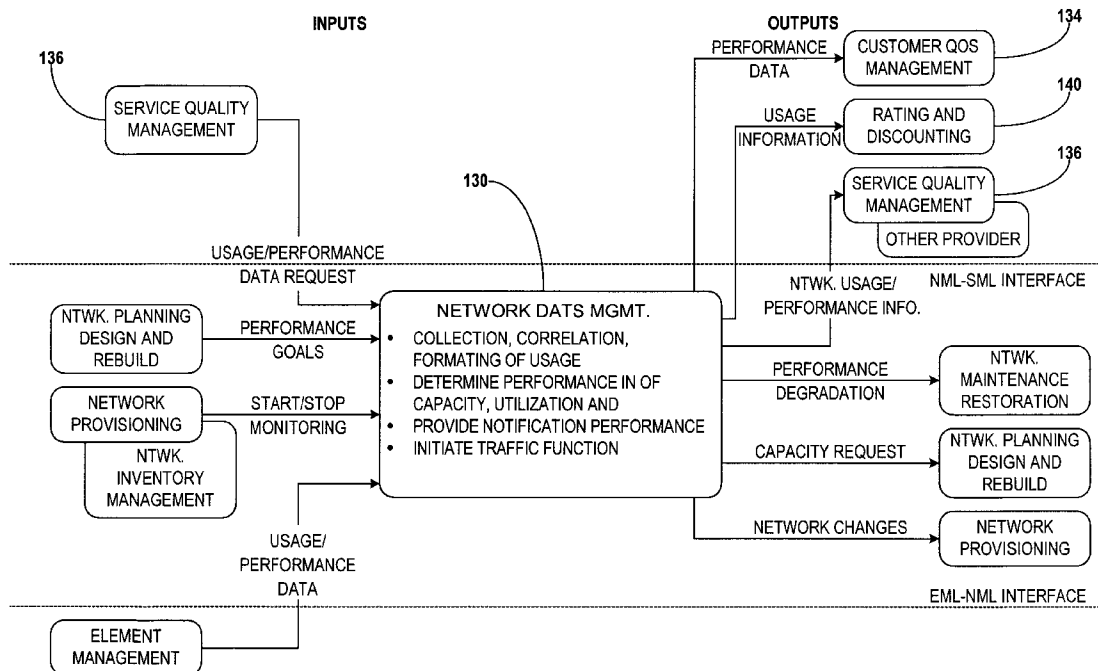 INPUTS
OUTPUTS
136
SERVICE QUALITY
MANAGEMENT
USAGE/PERFORMANCE
DATA REQUEST
PERFORMANCE
DATA
CUSTOMER QOS
MANAGEMENT
134
USAGE
INFORMATION
RATING AND
DISCOUNTING
140
SERVICE QUALITY
MANAGEMENT
136
OTHER PROVIDER
130
NTWK. USAGE/
PERFORMANCE INFO.
NML-SML INTERFACE
NTWK. PLANNING
DESIGN AND
REBUILD
PERFORMANCE
GOALS
NETWORK
PROVISIONING
NTWK.
INVENTORY
MANAGEMENT
START/STOP
MONITORING
NETWORK DATS MGMT.
• COLLECTION, CORRELATION,
FORMATING OF USAGE
• DETERMINE PERFORMANCE IN OF
CAPACITY, UTILIZATION AND
• PROVIDE NOTIFICATION PERFORMANCE
• INITIATE TRAFFIC FUNCTION
PERFORMANCE
DEGRADATION
NTWK.
MAINTENANCE
RESTORATION
CAPACITY REQUEST
NTWK. PLANNING
DESIGN AND
REBUILD
NETWORK CHANGES
NETWORK
PROVISIONING
USAGE/
PERFORMANCE
DATA
EML-NML INTERFACE
ELEMENT
MANAGEMENT